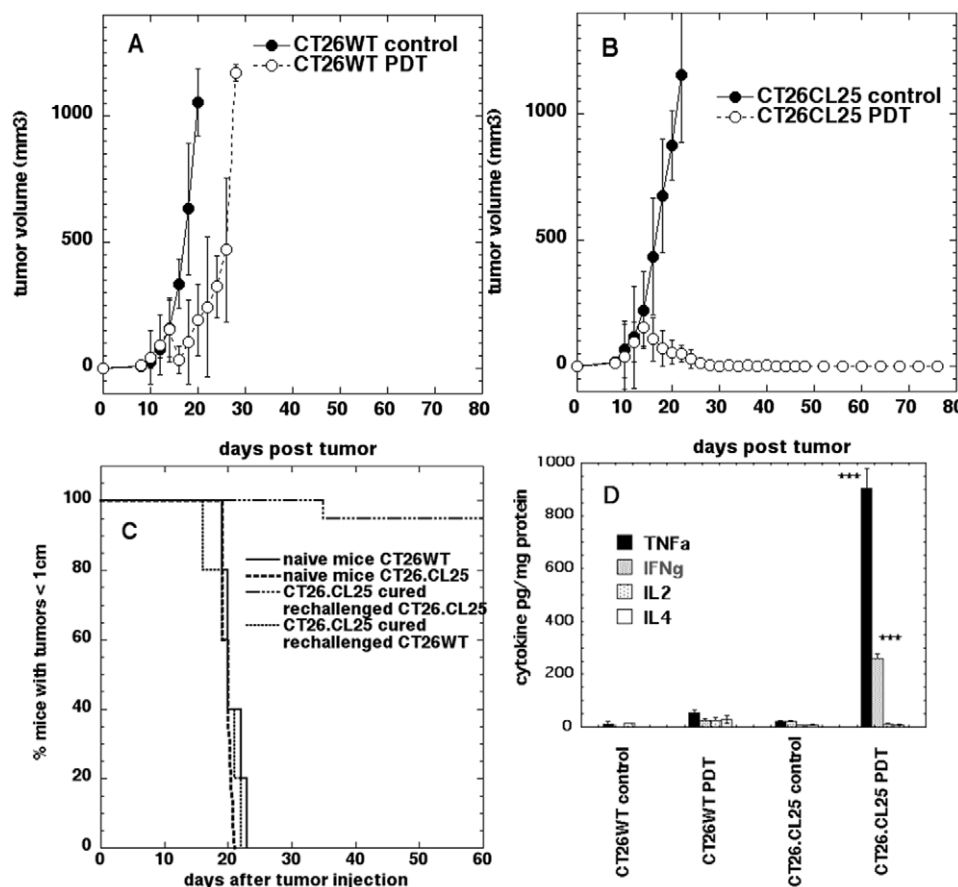 A
CT26WT control
CT26WT PDT
tumor volume (mm3)
1000
500
0
0 10 20 30 40 50 60 70 80
days post tumor
B
CT26CL25 control
CT26CL25 PDT
tumor volume (mm3)
1000
500
0
0 10 20 30 40 50 60 70 80
days post tumor
C
% mice with tumors < 1cm
100
80
60
40
20
0
naive mice CT26WT
naive mice CT26.CL25
CT26.CL25 cured
rechallenged CT26.CL25
CT26.CL25 cured
rechallenged CT26WT
0 20 40 60
days after tumor injection
D
cytokine pg/mg protein
1000
800
600
400
200
0
TNFa
IFNg
IL2
IL4
***
***
CT26WT control
CT26WT PDT
CT26.CL25 control
CT26.CL25 PDT